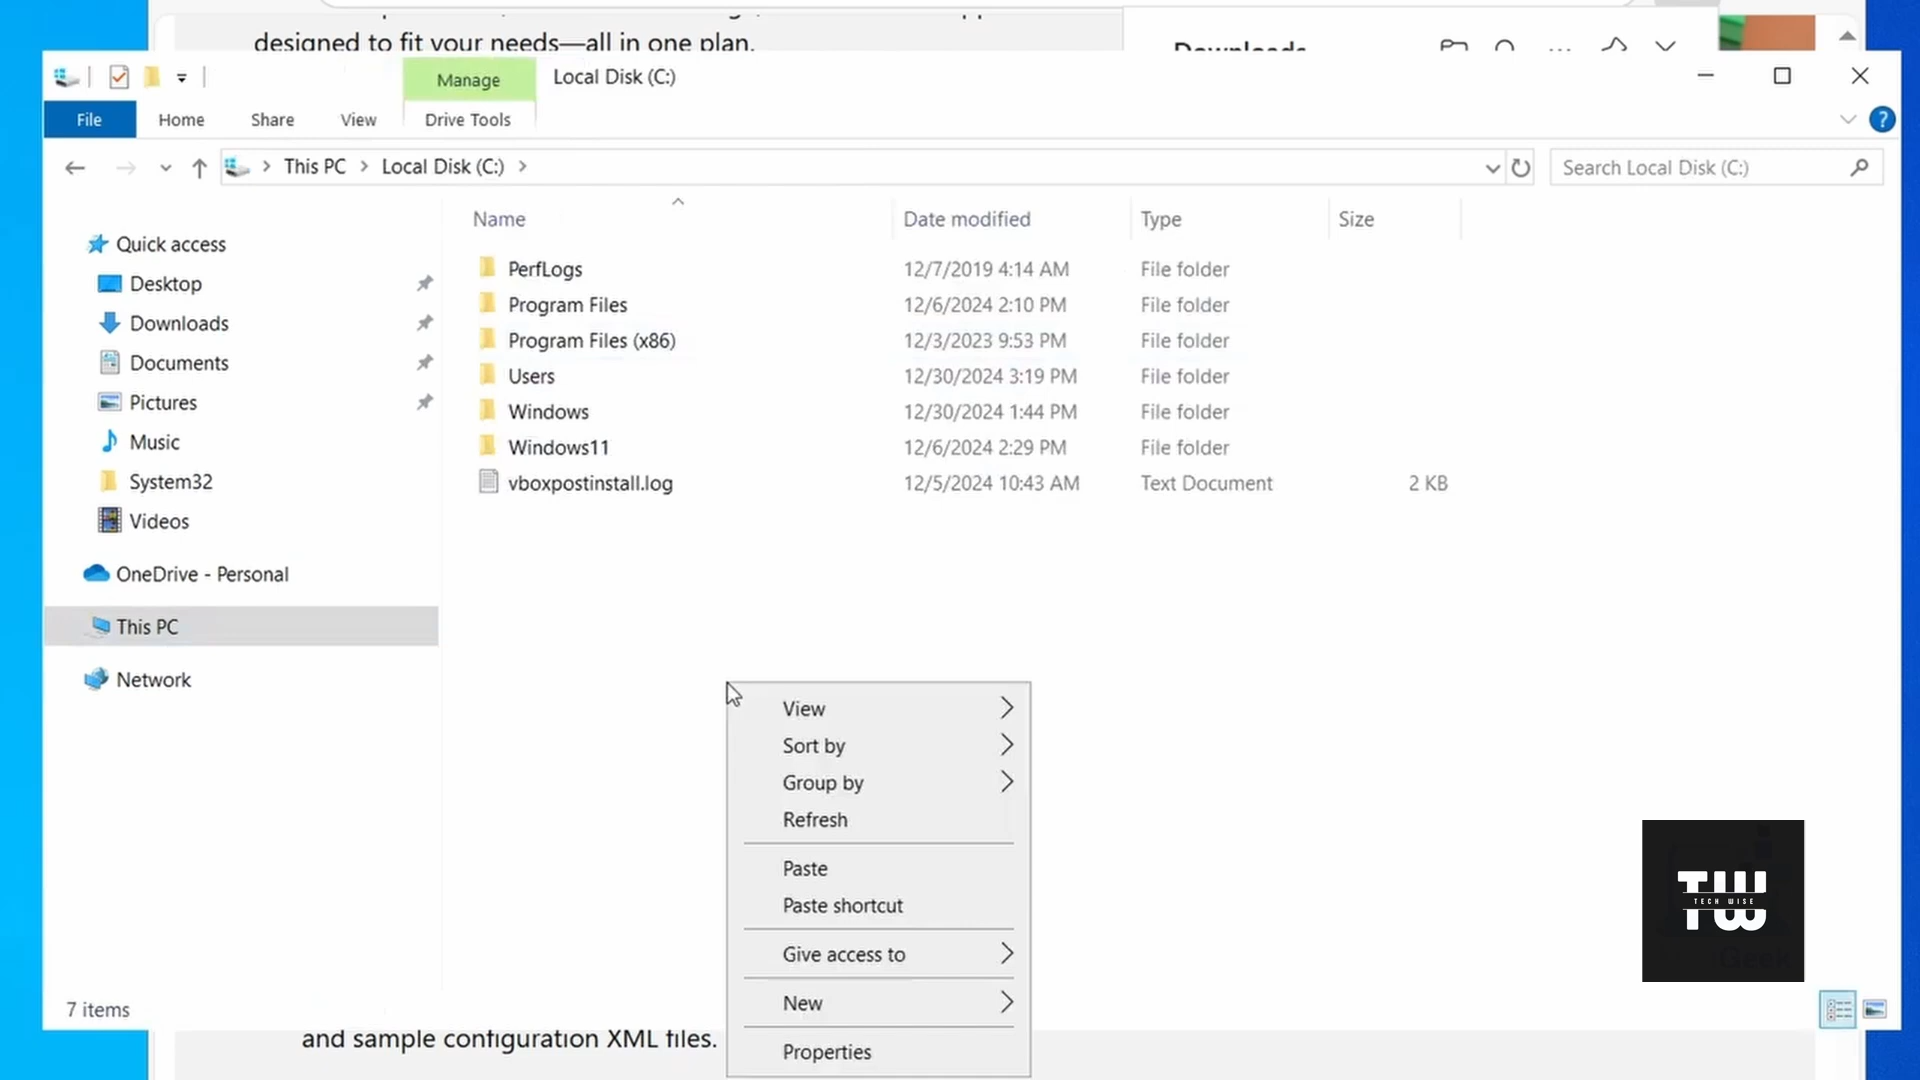 designed to fit your needs—all in one plan.
Downloads
Manage
Local Disk (C:)
File
Home
Share
View
Drive Tools
?
This PC
Local Disk (C:)
Search Local Disk (C:)
Name
Date modified
Type
Size
Quick access
Desktop
Downloads
Documents
Pictures
Music
System32
Videos
OneDrive - Personal
This PC
Network
PerfLogs 12/7/2019 4:14 AM File folder
Program Files 12/6/2024 2:10 PM File folder
Program Files (x86) 12/3/2023 9:53 PM File folder
Users 12/30/2024 3:19 PM File folder
Windows 12/30/2024 1:44 PM File folder
Windows11 12/6/2024 2:29 PM File folder
vboxpostinstall.log 12/5/2024 10:43 AM Text Document 2 KB
View
Sort by
Group by
Refresh
Paste
Paste shortcut
Give access to
New
Properties
TW
TECH WISE
7 items
and sample configuration XML files.